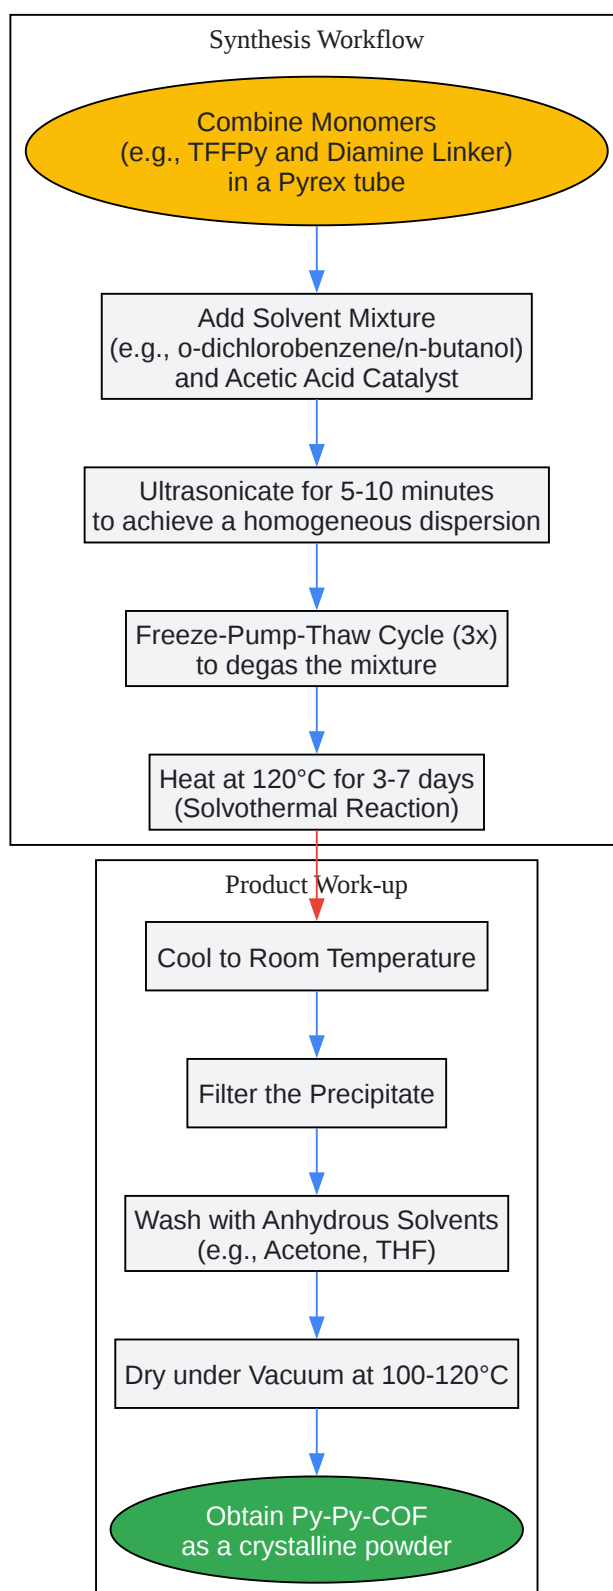 Synthesis Workflow
Combine Monomers
(e.g., TFFPy and Diamine Linker)
in a Pyrex tube
Add Solvent Mixture
(e.g., o-dichlorobenzene/n-butanol)
and Acetic Acid Catalyst
Ultrasonicate for 5-10 minutes
to achieve a homogeneous dispersion
Freeze-Pump-Thaw Cycle (3x)
to degas the mixture
Heat at 120°C for 3-7 days
(Solvothermal Reaction)
Product Work-up
Cool to Room Temperature
Filter the Precipitate
Wash with Anhydrous Solvents
(e.g., Acetone, THF)
Dry under Vacuum at 100-120°C
Obtain Py-Py-COF
as a crystalline powder